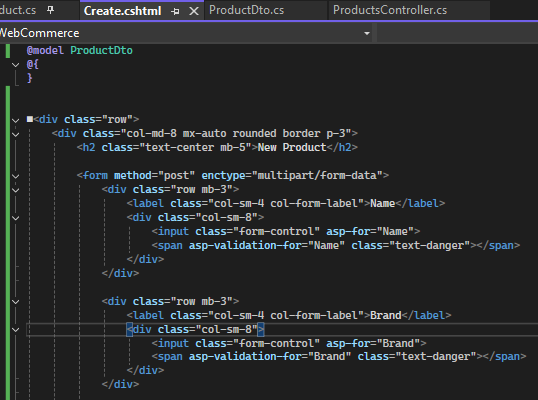 duct.cs
Create.cshtml
ProductDto.cs
ProductsController.cs
WebCommerce
@model ProductDto
@{
}
<div class="row">
<div class="col-md-8 mx-auto rounded border p-3">
<h2 class="text-center mb-5">New Product</h2>
<form method="post" enctype="multipart/form-data">
<div class="row mb-3">
<label class="col-sm-4 col-form-label">Name</label>
<div class="col-sm-8">
<input class="form-control" asp-for="Name">
<span asp-validation-for="Name" class="text-danger"></span>
</div>
</div>
<div class="row mb-3">
<label class="col-sm-4 col-form-label">Brand</label>
<div class="col-sm-8">
<input class="form-control" asp-for="Brand">
<span asp-validation-for="Brand" class="text-danger"></span>
</div>
</div>